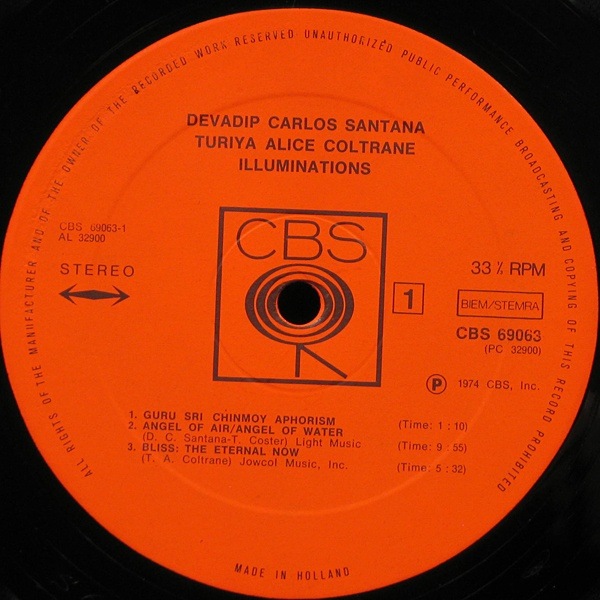 ALL RIGHTS OF THE MANUFACTURER AND OF THE OWNER OF THE RECORDED WORK RESERVED UNAUTHORIZED PUBLIC PERFORMANCE BROADCASTING AND COPYING OF THIS RECORD PROHIBITED
DEVADIP CARLOS SANTANA
TURIYA ALICE COLTRANE
ILLUMINATIONS
CBS 69063-1
AL 32900
STEREO
CBS
1
33⅓ RPM
BIEM/STEMRA
CBS 69063
(PC 32900)
Ⓟ 1974 CBS, Inc.
1. GURU SRI CHINMOY APHORISM (Time: 1:10)
2. ANGEL OF AIR/ANGEL OF WATER
(D. C. Santana-T. Coster) Light Music (Time: 9:55)
3. BLISS: THE ETERNAL NOW
(T. A. Coltrane) Jowcol Music, Inc. (Time: 5:32)
MADE IN HOLLAND